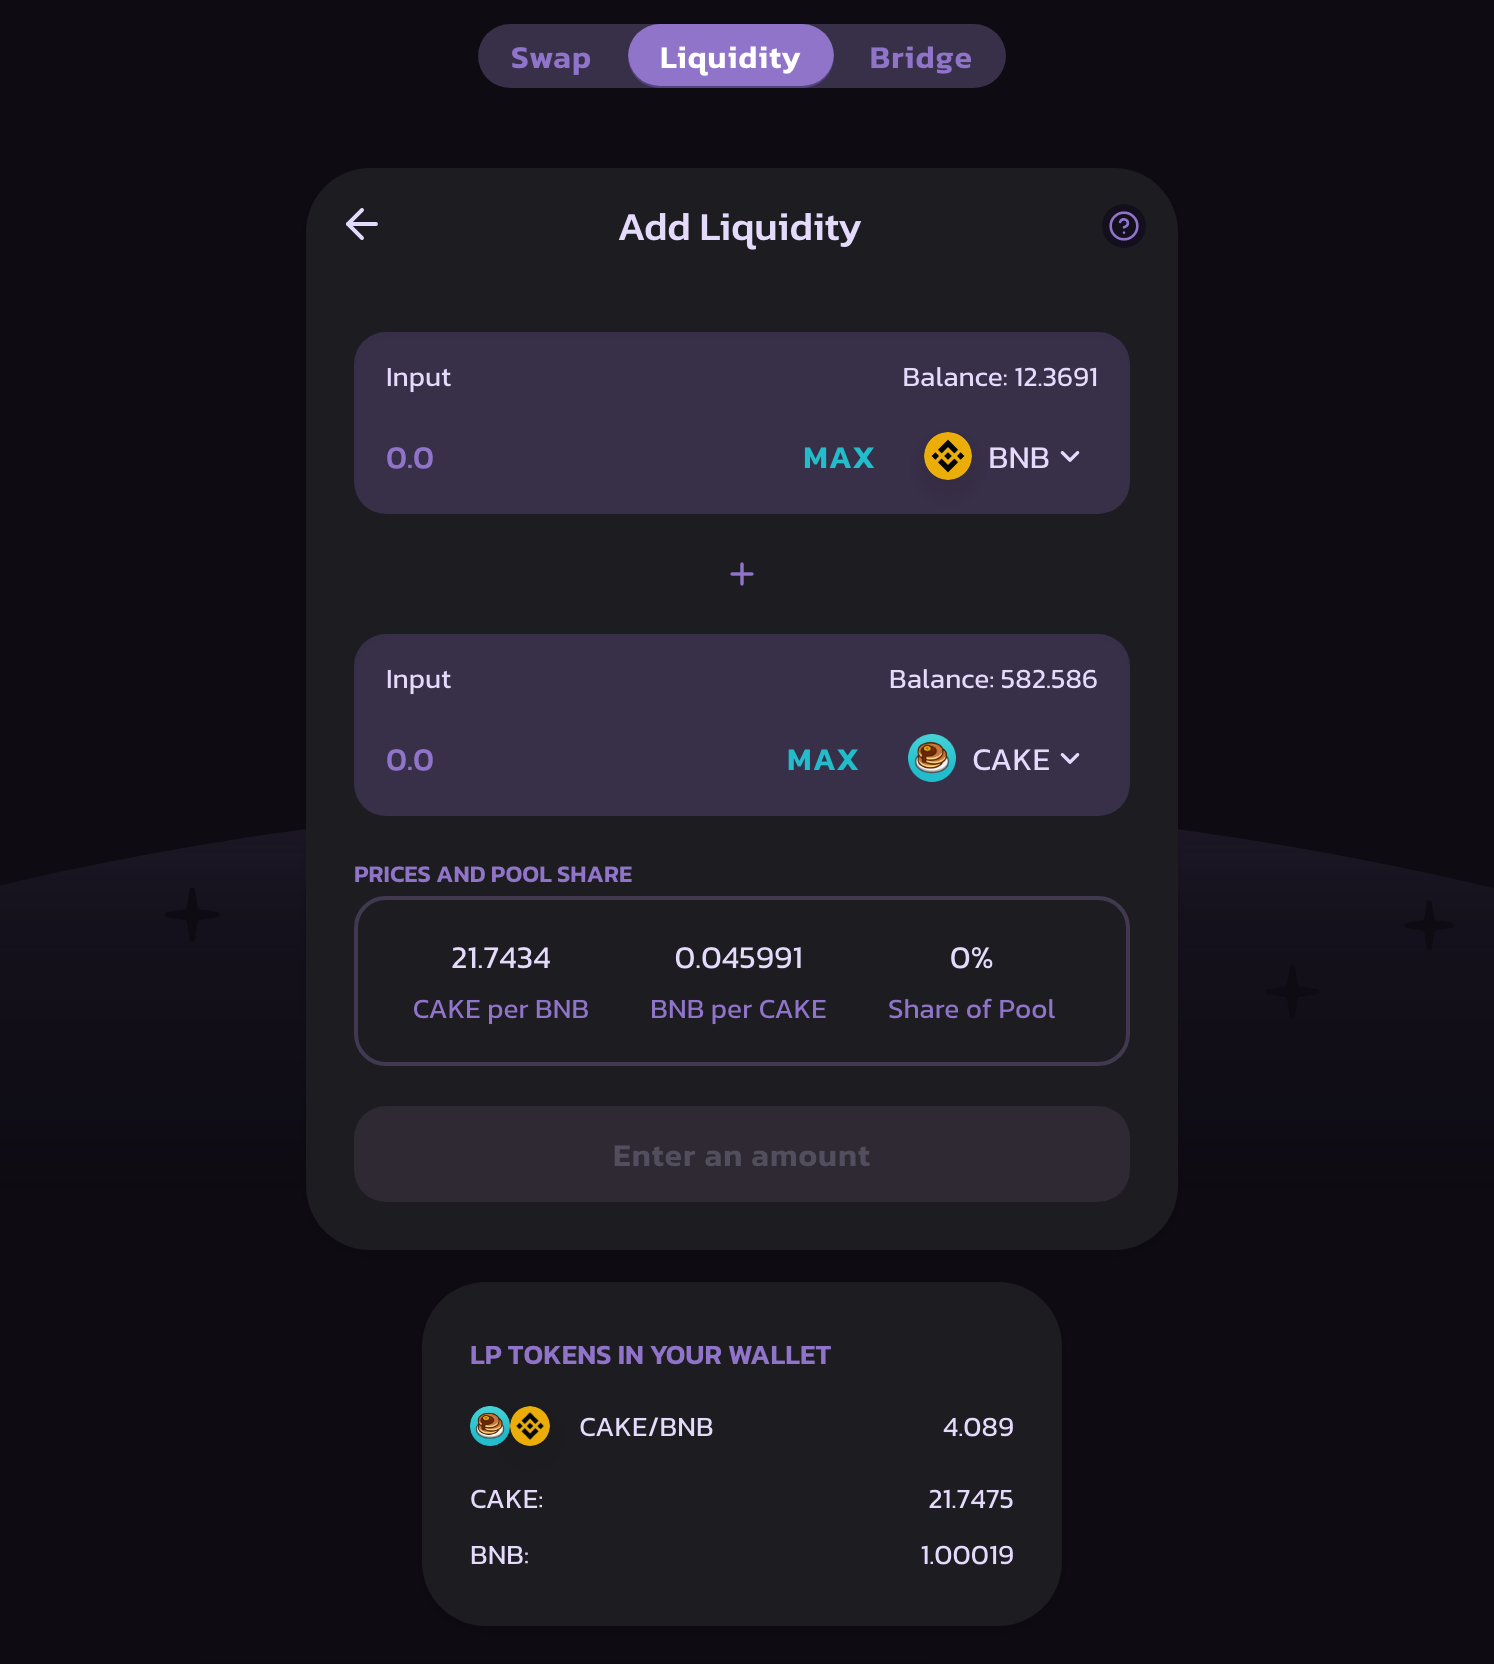 Swap Liquidity Bridge
Add Liquidity
Input Balance: 12.3691
0.0 MAX BNB
+
Input Balance: 582.586
0.0 MAX CAKE
PRICES AND POOL SHARE
21.7434 0.045991 0%
CAKE per BNB BNB per CAKE Share of Pool
Enter an amount
LP TOKENS IN YOUR WALLET
CAKE/BNB 4.089
CAKE: 21.7475
BNB: 1.00019